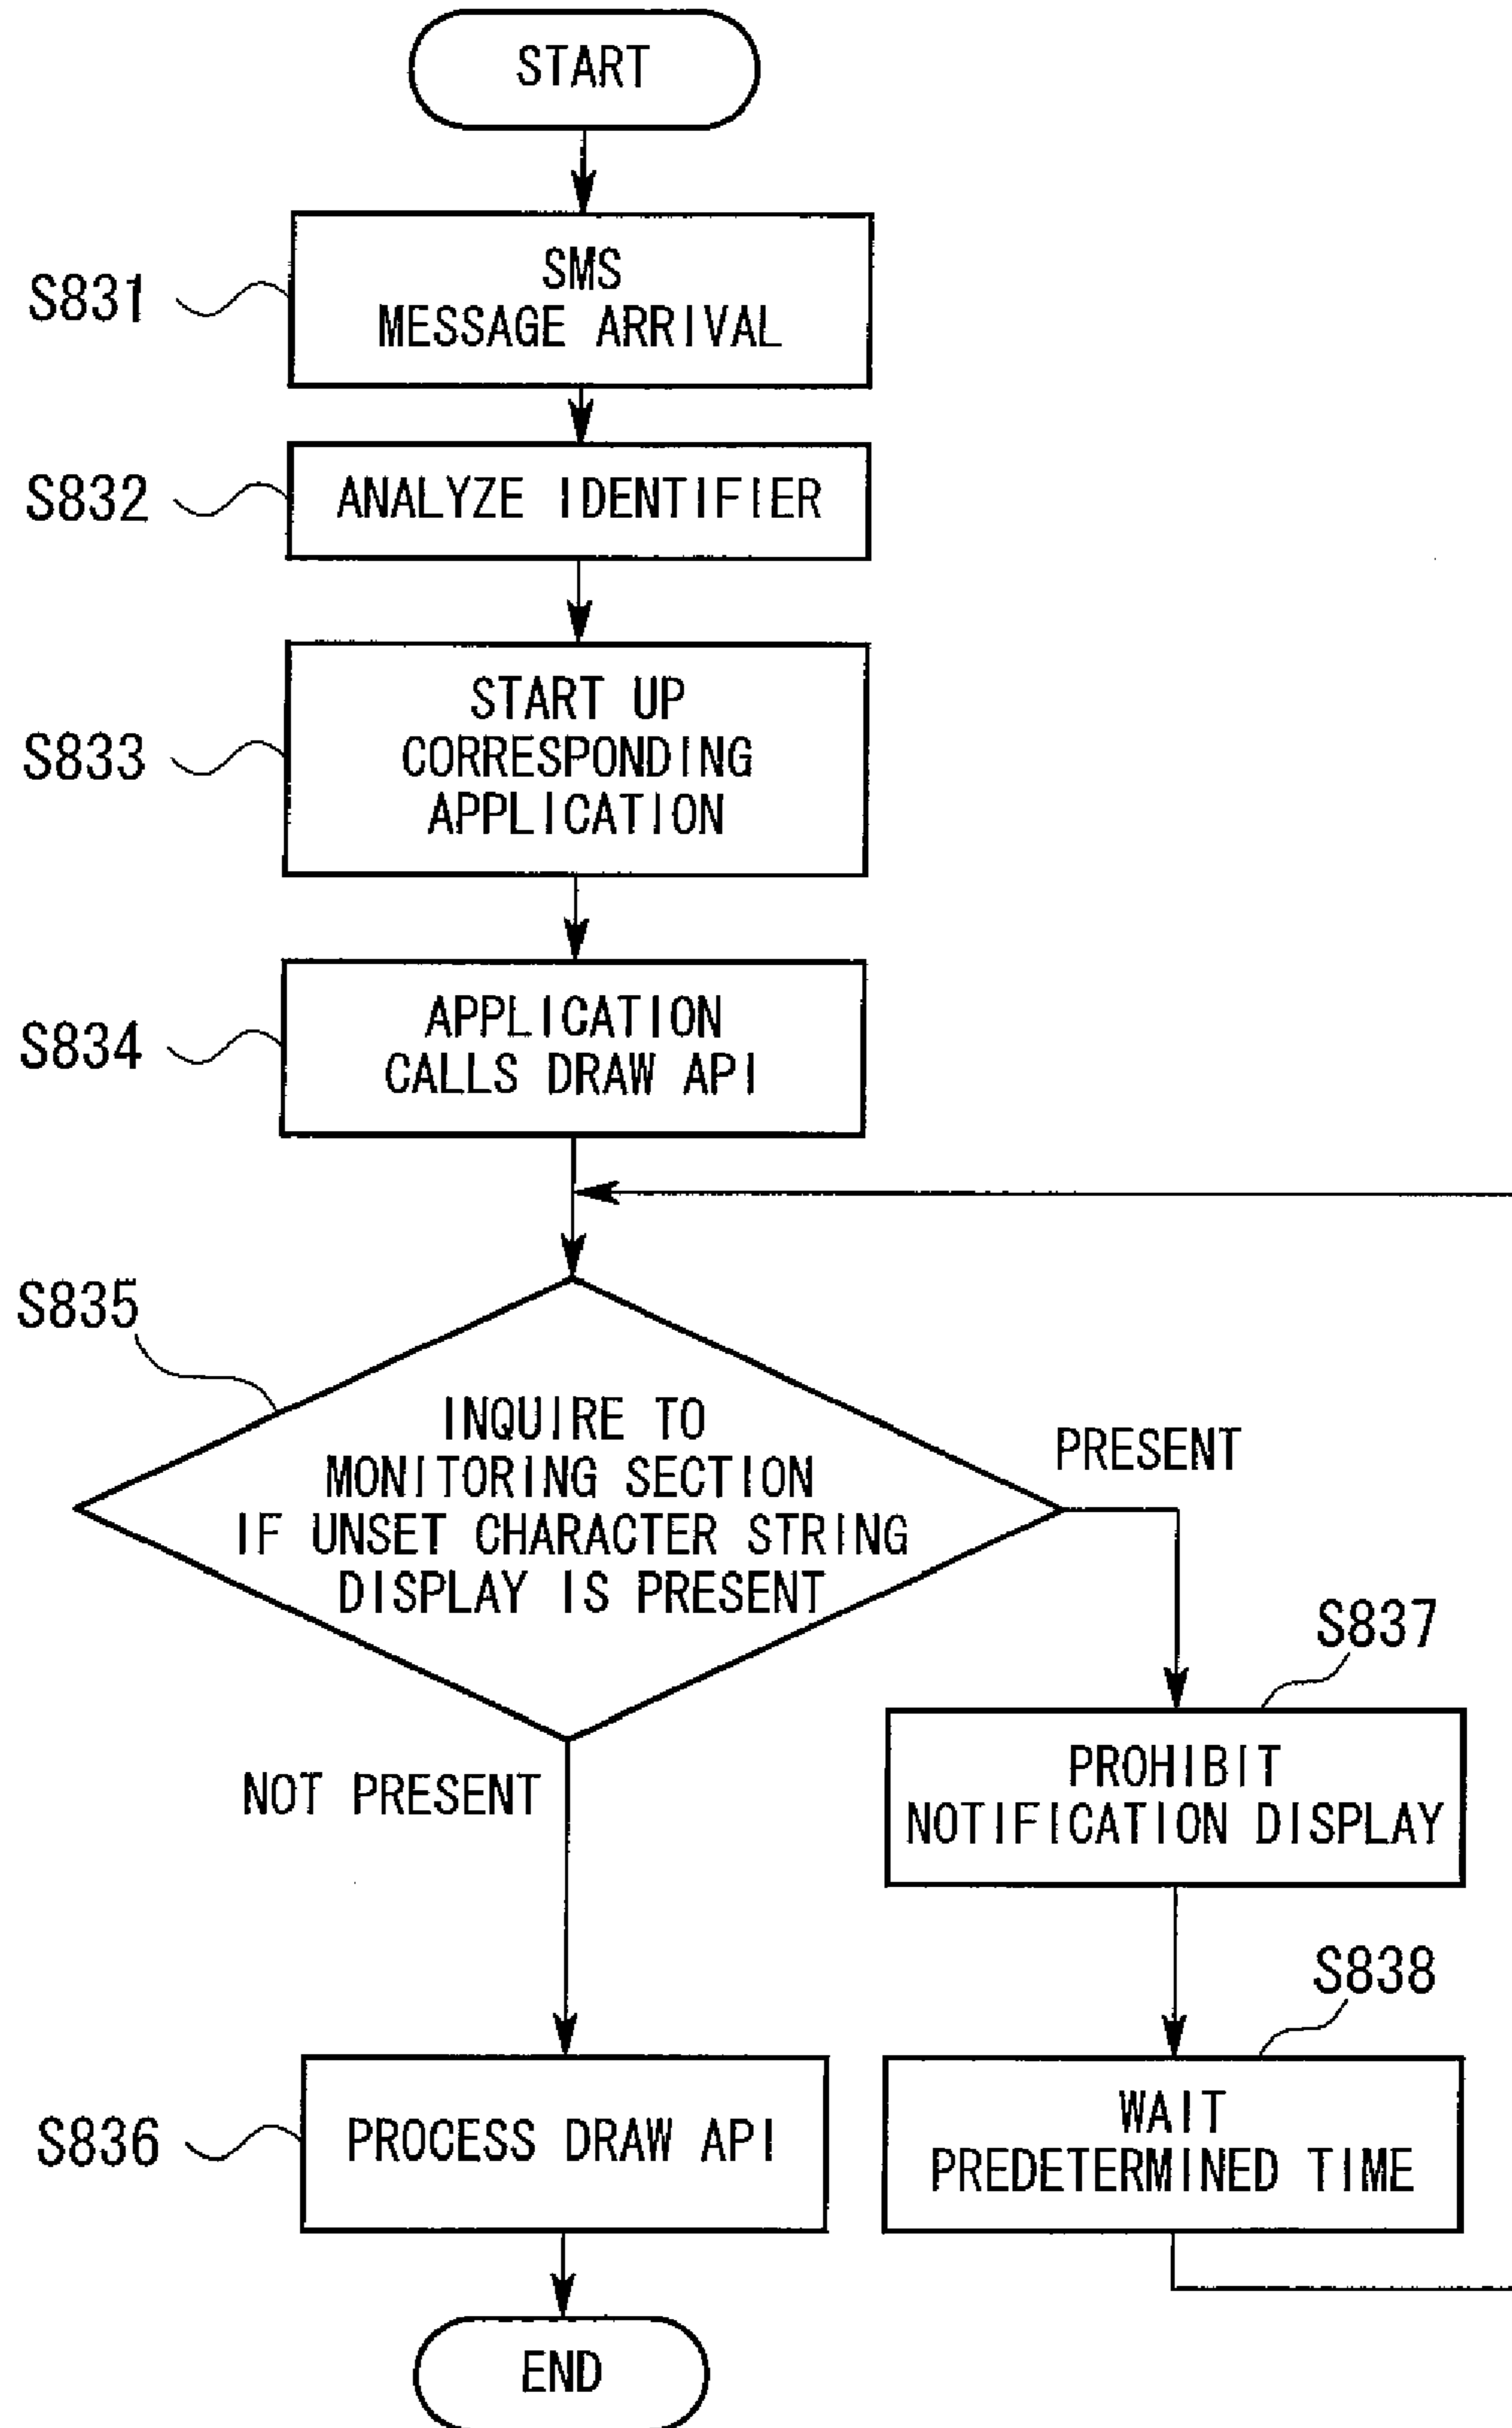 START
S831
SMS
MESSAGE ARRIVAL
S832
ANALYZE IDENTIFIER
S833
START UP
CORRESPONDING
APPLICATION
S834
APPLICATION
CALLS DRAW API
S835
INQUIRE TO
MONITORING SECTION
IF UNSET CHARACTER STRING
DISPLAY IS PRESENT
PRESENT
NOT PRESENT
S837
PROHIBIT
NOTIFICATION DISPLAY
S838
WAIT
PREDETERMINED TIME
S836
PROCESS DRAW API
END